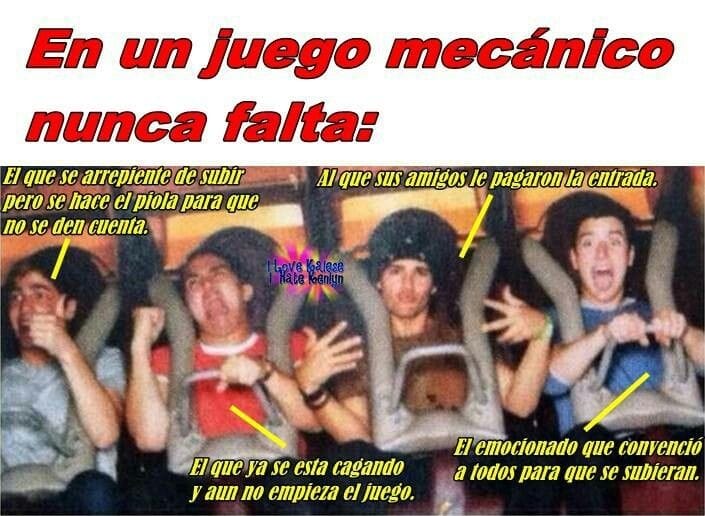 En un juego mecánico
nunca falta:
El que se arrepiente de subir
pero se hace el piola para que
no se den cuenta.
Al que sus amigos le pagaron la entrada.
I Love Kalese
I Hate Kenlyn
El que ya se esta cagando
y aun no empieza el juego.
El emocionado que convenció
a todos para que se subieran.